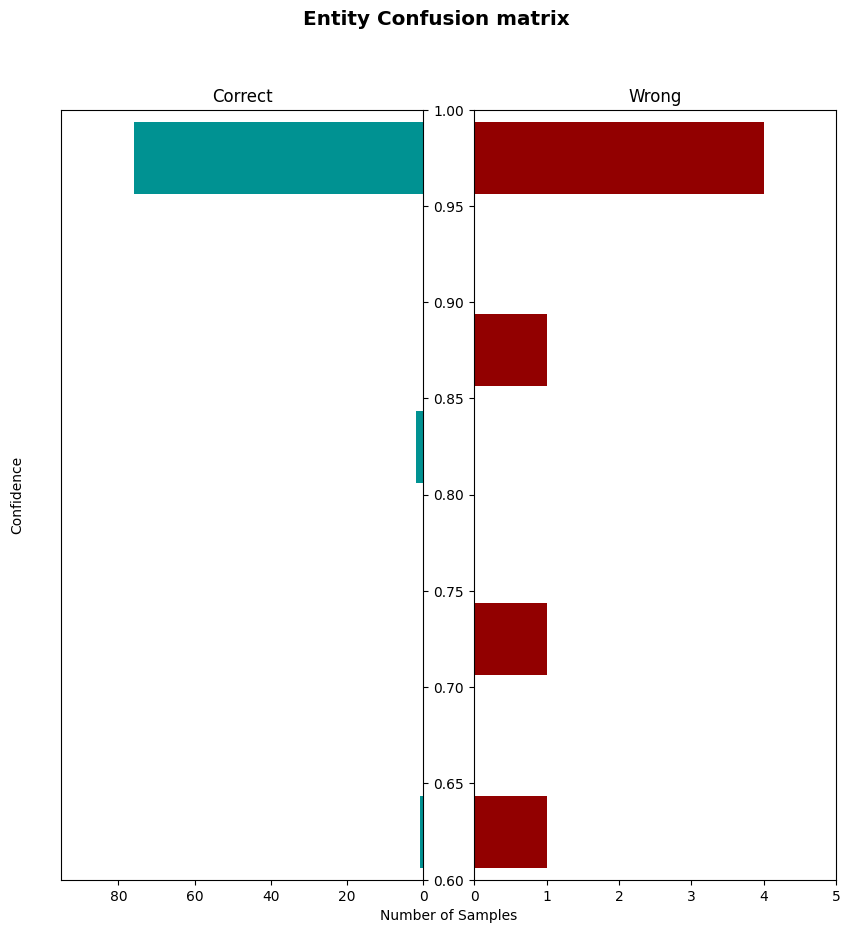 Entity Confusion matrix
Correct
Wrong
1.00
0.95
0.90
0.85
0.80
0.75
0.70
0.65
0.60
Confidence
80 60 40 20 0
0 1 2 3 4 5
Number of Samples